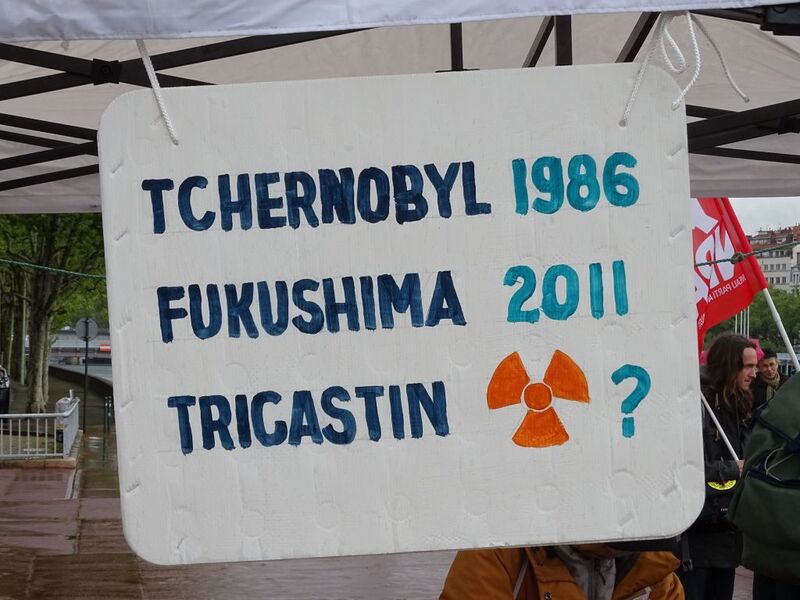 TCHERNOBYL 1986
FUKUSHIMA 2011
TRICASTIN ?